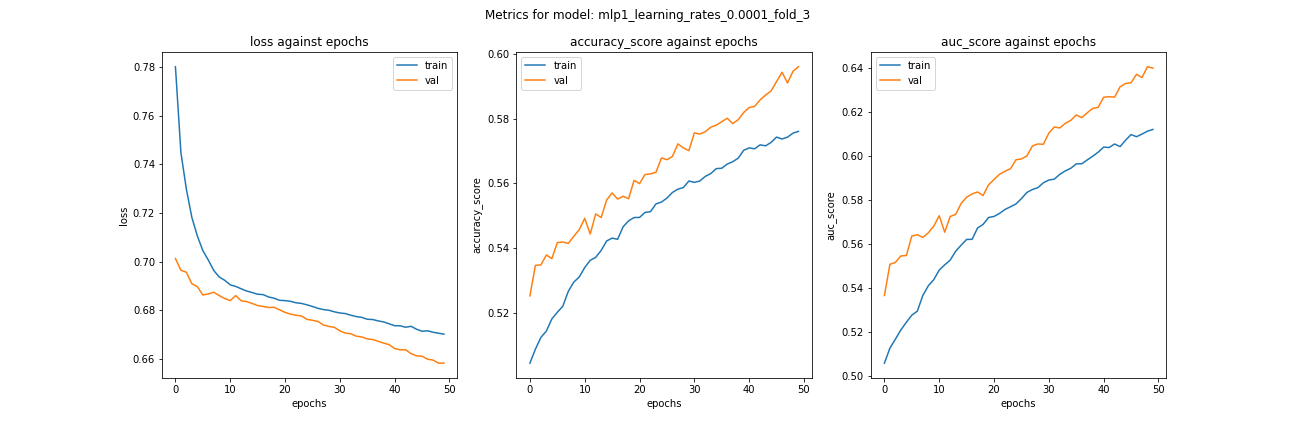 Metrics for model: mlp1_learning_rates_0.0001_fold_3
loss against epochs
train
val
0.78
0.76
0.74
0.72
0.70
0.68
0.66
loss
0
10
20
30
40
50
epochs
accuracy_score against epochs
train
val
0.60
0.58
0.56
0.54
0.52
accuracy_score
0
10
20
30
40
50
epochs
auc_score against epochs
train
val
0.64
0.62
0.60
0.58
0.56
0.54
0.52
0.50
auc_score
0
10
20
30
40
50
epochs